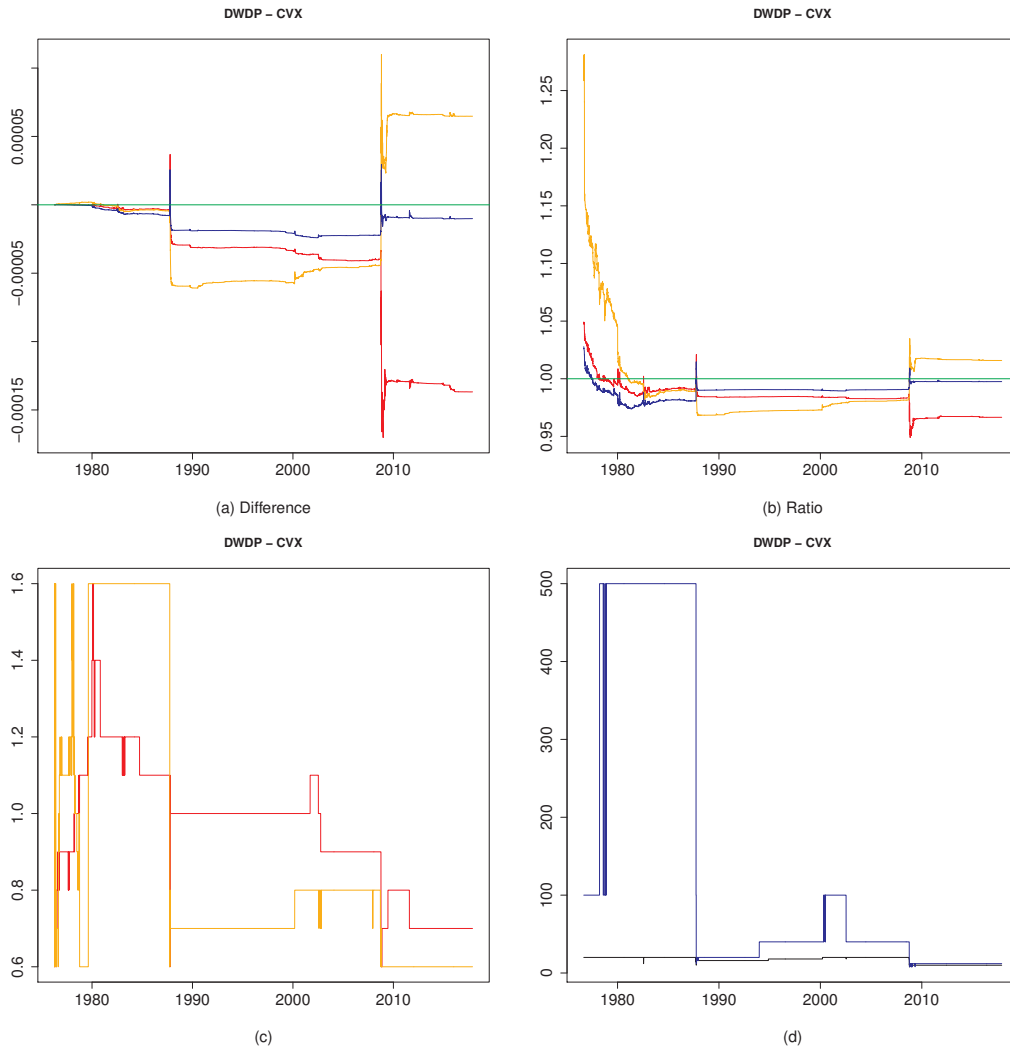 DWDP – CVX
0.00005
−0.00005
−0.00015
1980 1990 2000 2010
(a) Difference
DWDP – CVX
1.25
1.20
1.15
1.10
1.05
1.00
0.95
1980 1990 2000 2010
(b) Ratio
DWDP – CVX
1.6
1.4
1.2
1.0
0.8
0.6
1980 1990 2000 2010
(c)
DWDP – CVX
500
400
300
200
100
0
1980 1990 2000 2010
(d)